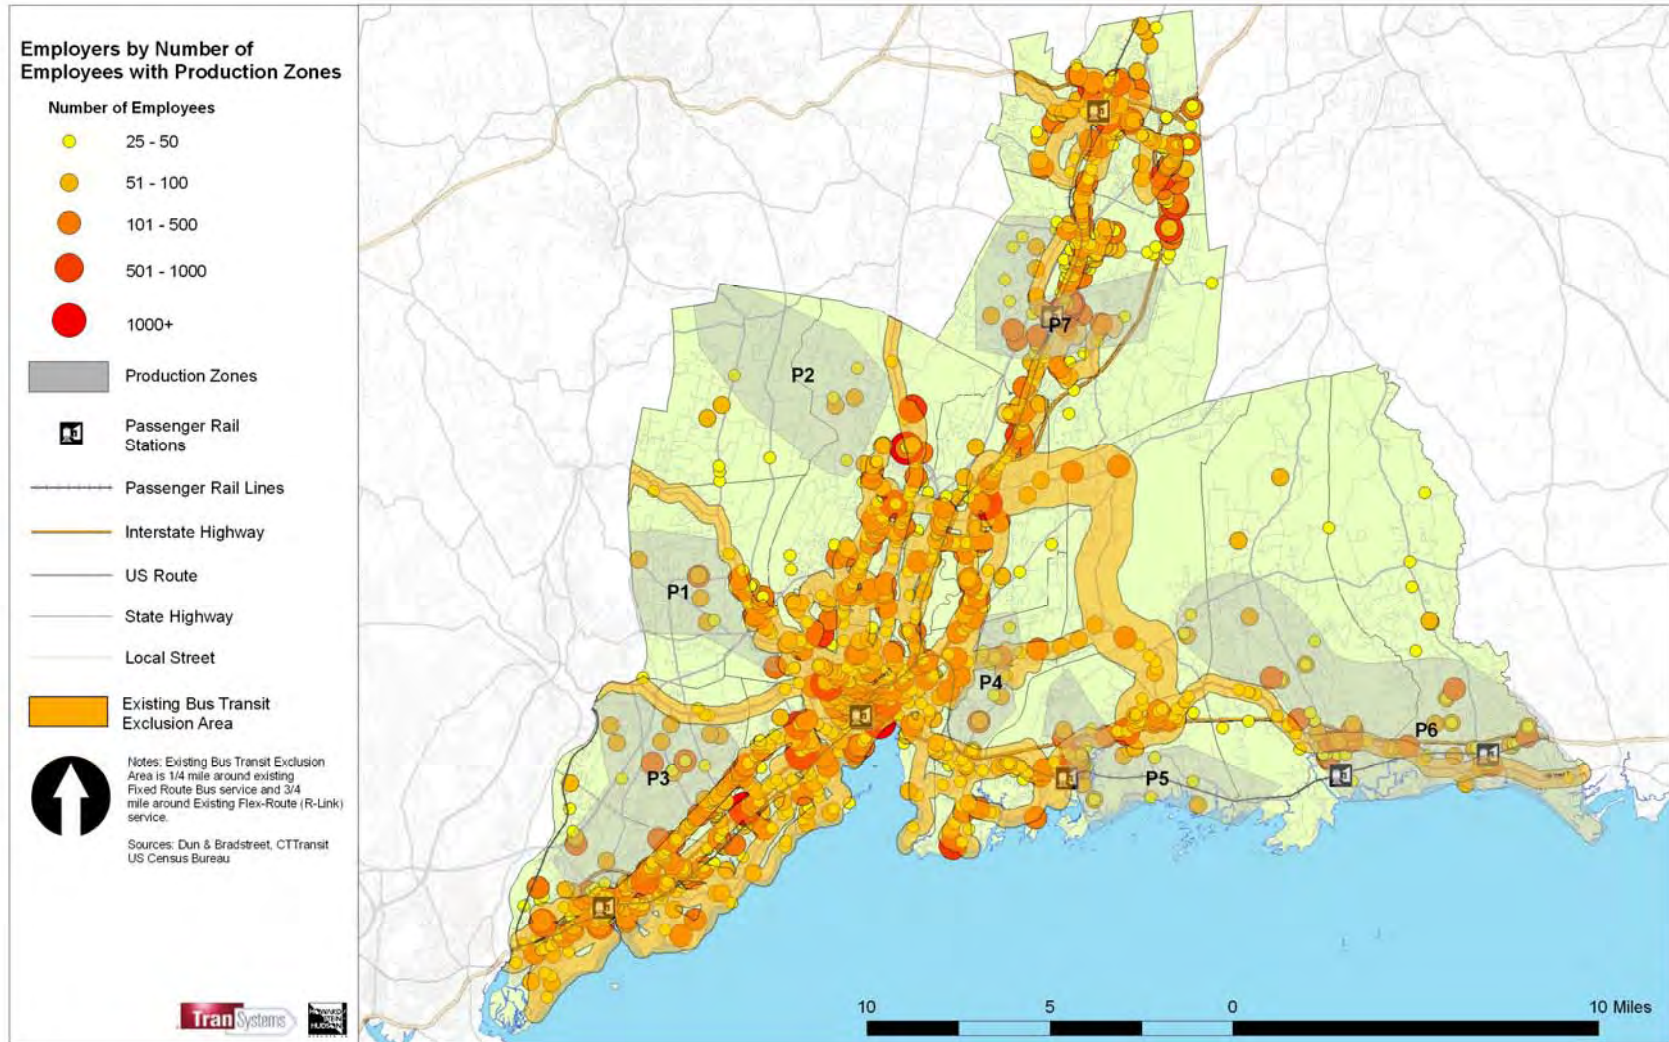 Employers by Number of
Employees with Production Zones
Number of Employees
25 - 50
51 - 100
101 - 500
501 - 1000
1000+
Production Zones
Passenger Rail
Stations
Passenger Rail Lines
Interstate Highway
US Route
State Highway
Local Street
Existing Bus Transit
Exclusion Area
Notes: Existing Bus Transit Exclusion
Area is 1/4 mile around existing
Fixed Route Bus service and 3/4
mile around Existing Flex-Route (R-Link)
service.
Sources: Dun & Bradstreet, CTTransit
US Census Bureau
TranSystems
HOWARD
STEIN
HUDSON
P7
P2
P1
P4
P3
P6
P5
10 5 0 10 Miles